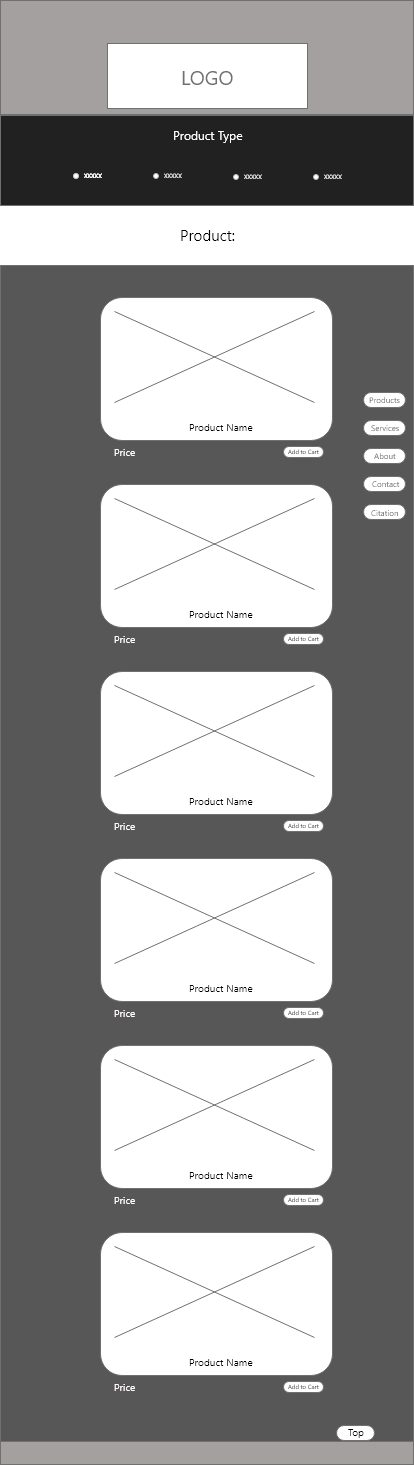 LOGO
Product Type
xxxxx xxxxx xxxxx xxxxx
Product:
Product Name
Price Add to Cart
Products
Services
About
Contact
Citation
Product Name
Price Add to Cart
Product Name
Price Add to Cart
Product Name
Price Add to Cart
Product Name
Price Add to Cart
Product Name
Price Add to Cart
Top